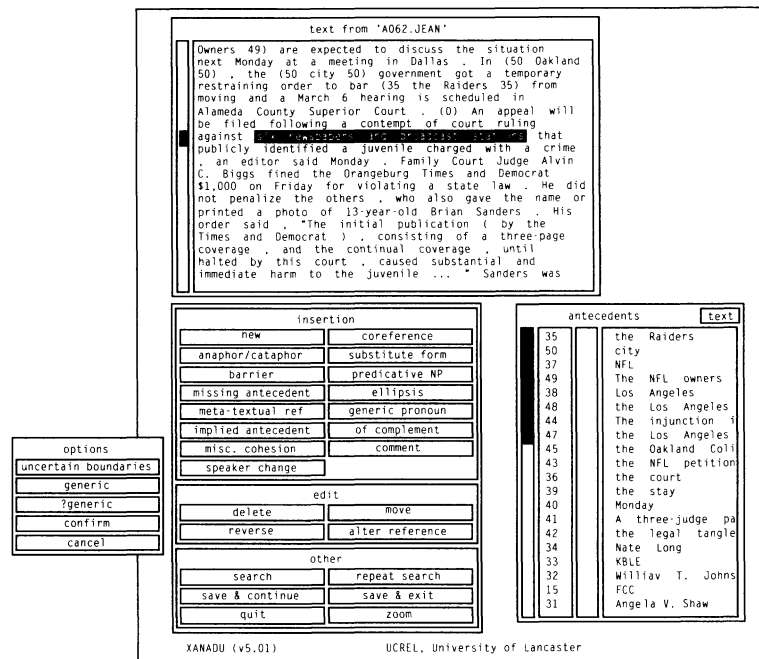 text from 'A062.JEAN'
Owners 49) are expected to discuss the situation
next Monday at a meeting in Dallas . In (50 Oakland
50) , the (50 city 50) government got a temporary
restraining order to bar (35 the Raiders 35) from
moving and a March 6 hearing is scheduled in
Alameda County Superior Court . (0) An appeal will
be filed following a contempt of court ruling
against six newspapers and broadcast stations that
publicly identified a juvenile charged with a crime
, an editor said Monday . Family Court Judge Alvin
C. Biggs fined the Orangeburg Times and Democrat
$1,000 on Friday for violating a state law . He did
not penalize the others , who also gave the name or
printed a photo of 13-year-old Brian Sanders . His
order said , "The initial publication ( by the
Times and Democrat ) , consisting of a three-page
coverage , and the continual coverage , until
halted by this court , caused substantial and
immediate harm to the juvenile ... " Sanders was
insertion
new coreference
anaphor/cataphor substitute form
barrier predicative NP
missing antecedent ellipsis
meta-textual ref generic pronoun
implied antecedent of complement
misc. cohesion comment
speaker change
edit
delete move
reverse alter reference
other
search repeat search
save & continue save & exit
quit zoom
options
uncertain boundaries
generic
?generic
confirm
cancel
antecedents text
35 the Raiders
50 city
37 NFL
49 The NFL owners
38 Los Angeles
48 the Los Angeles
44 The injunction i
47 the Los Angeles
45 the Oakland Coli
43 the NFL petition
36 the court
39 the stay
40 Monday
41 A three-judge pa
42 the legal tangle
34 Nate Long
33 KBLE
32 Williav T. Johns
15 FCC
31 Angela V. Shaw
XANADU (v5.01) UCREL, University of Lancaster